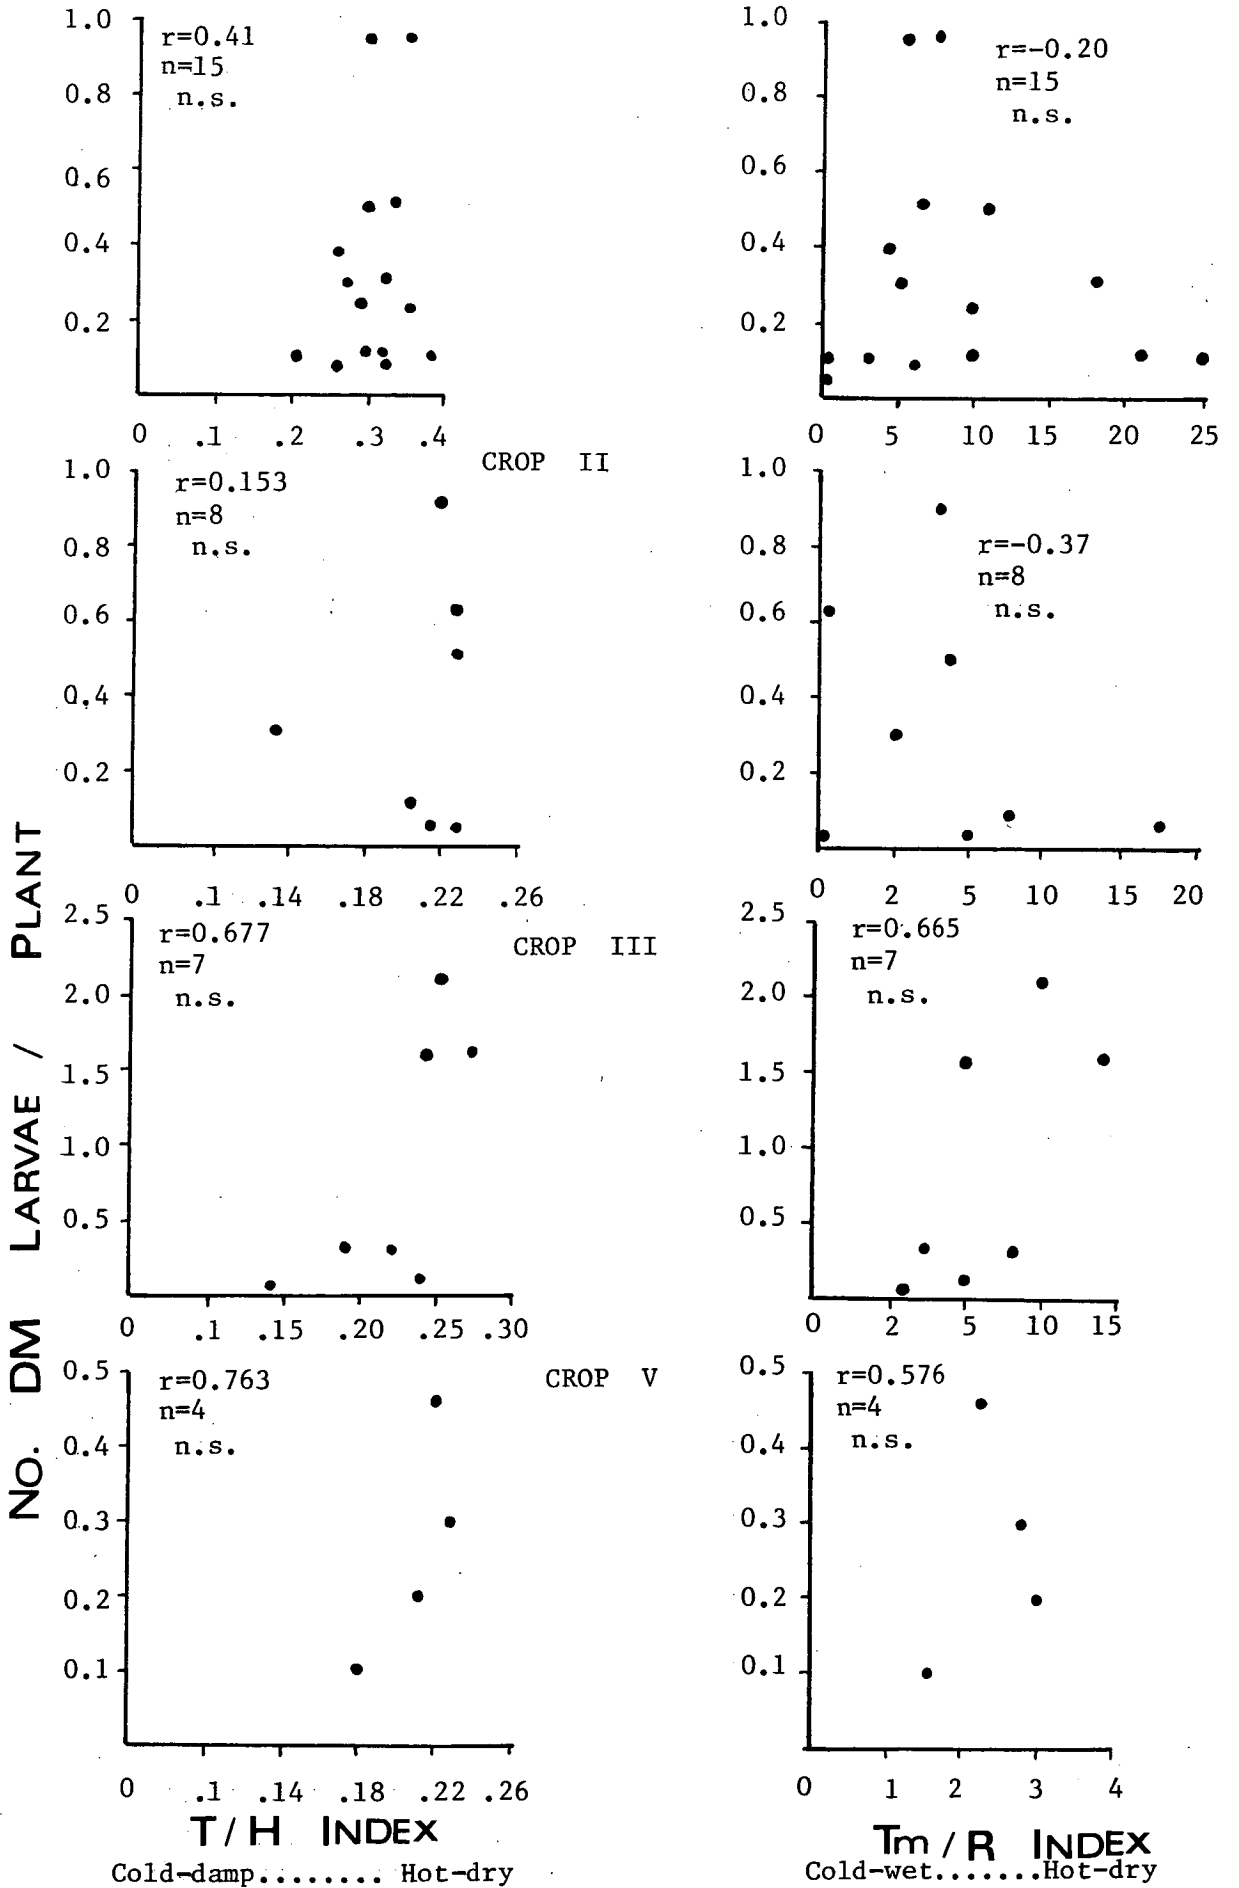 No. DM LARVAE / PLANT
1.0
0.8
0.6
0.4
0.2
r=0.41
n=15
n.s.
0 .1 .2 .3 .4
1.0
0.8
0.6
0.4
0.2
r=-0.20
n=15
n.s.
0 5 10 15 20 25
CROP II
1.0
0.8
0.6
0.4
0.2
r=0.153
n=8
n.s.
0 .1 .14 .18 .22 .26
1.0
0.8
0.6
0.4
0.2
r=-0.37
n=8
n.s.
0 2 5 10 15 20
CROP III
2.5
2.0
1.5
1.0
0.5
r=0.677
n=7
n.s.
0 .1 .15 .20 .25 .30
2.5
2.0
1.5
1.0
0.5
r=0.665
n=7
n.s.
0 2 5 10 15
CROP V
0.5
0.4
0.3
0.2
0.1
r=0.763
n=4
n.s.
0 .1 .14 .18 .22 .26
0.5
0.4
0.3
0.2
0.1
r=0.576
n=4
n.s.
0 1 2 3 4
T/H INDEX
Cold-damp........ Hot-dry
Tm/R INDEX
Cold-wet.......Hot-dry